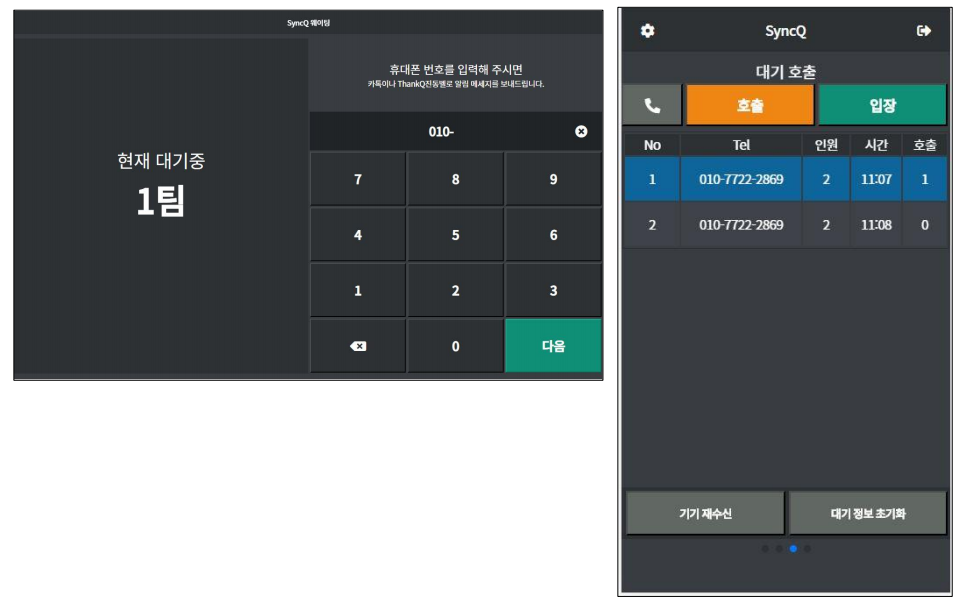 SyncQ 웨이팅
현재 대기중
1팀
휴대폰 번호를 입력해 주시면
카톡이나 ThankQ진동벨로 알림 메세지를 보내드립니다.
010-
7 8 9
4 5 6
1 2 3
0 다음
SyncQ
대기 호출
호출 입장
No Tel 인원 시간 호출
1 010-7722-2869 2 11:07 1
2 010-7722-2869 2 11:08 0
기기 재수신 대기 정보 초기화